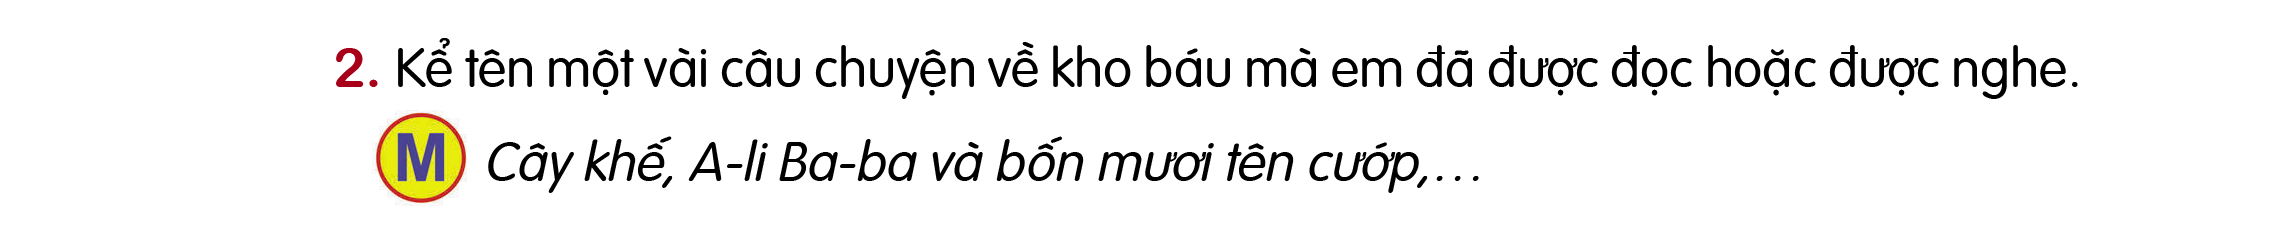 2. Kể tên một vài câu chuyện về kho báu mà em đã được đọc hoặc được nghe.
M Cây khế, A-li Ba-ba và bốn mươi tên cướp,...